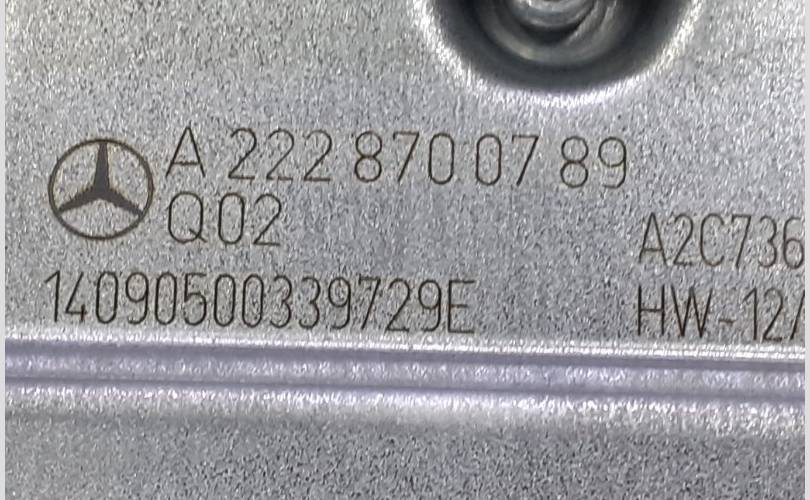 A 222 870 07 89
Q02
A2C736
14090500339729E
HW-12/